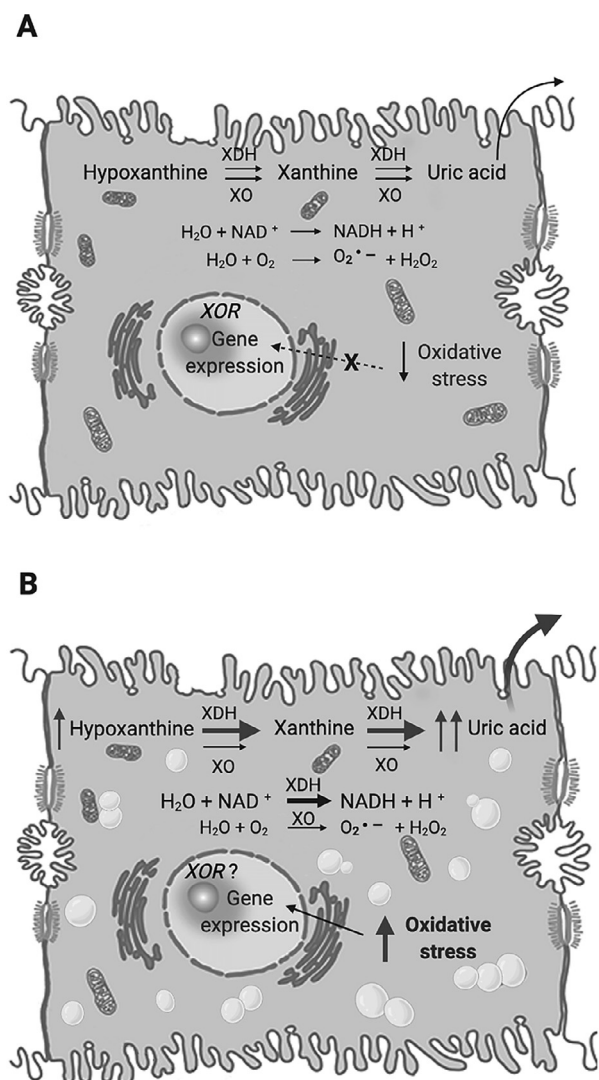 A
XDH XDH
Hypoxanthine Xanthine Uric acid
XO XO
H₂O + NAD⁺ → NADH + H⁺
H₂O + O₂ → O₂•− + H₂O₂
XOR
Gene
expression
X
↓ Oxidative
stress
B
XDH XDH
↑ Hypoxanthine Xanthine ↑↑ Uric acid
XO XO
XDH
H₂O + NAD⁺ → NADH + H⁺
XO
H₂O + O₂ → O₂•− + H₂O₂
XOR ?
Gene
expression
↑ Oxidative
stress